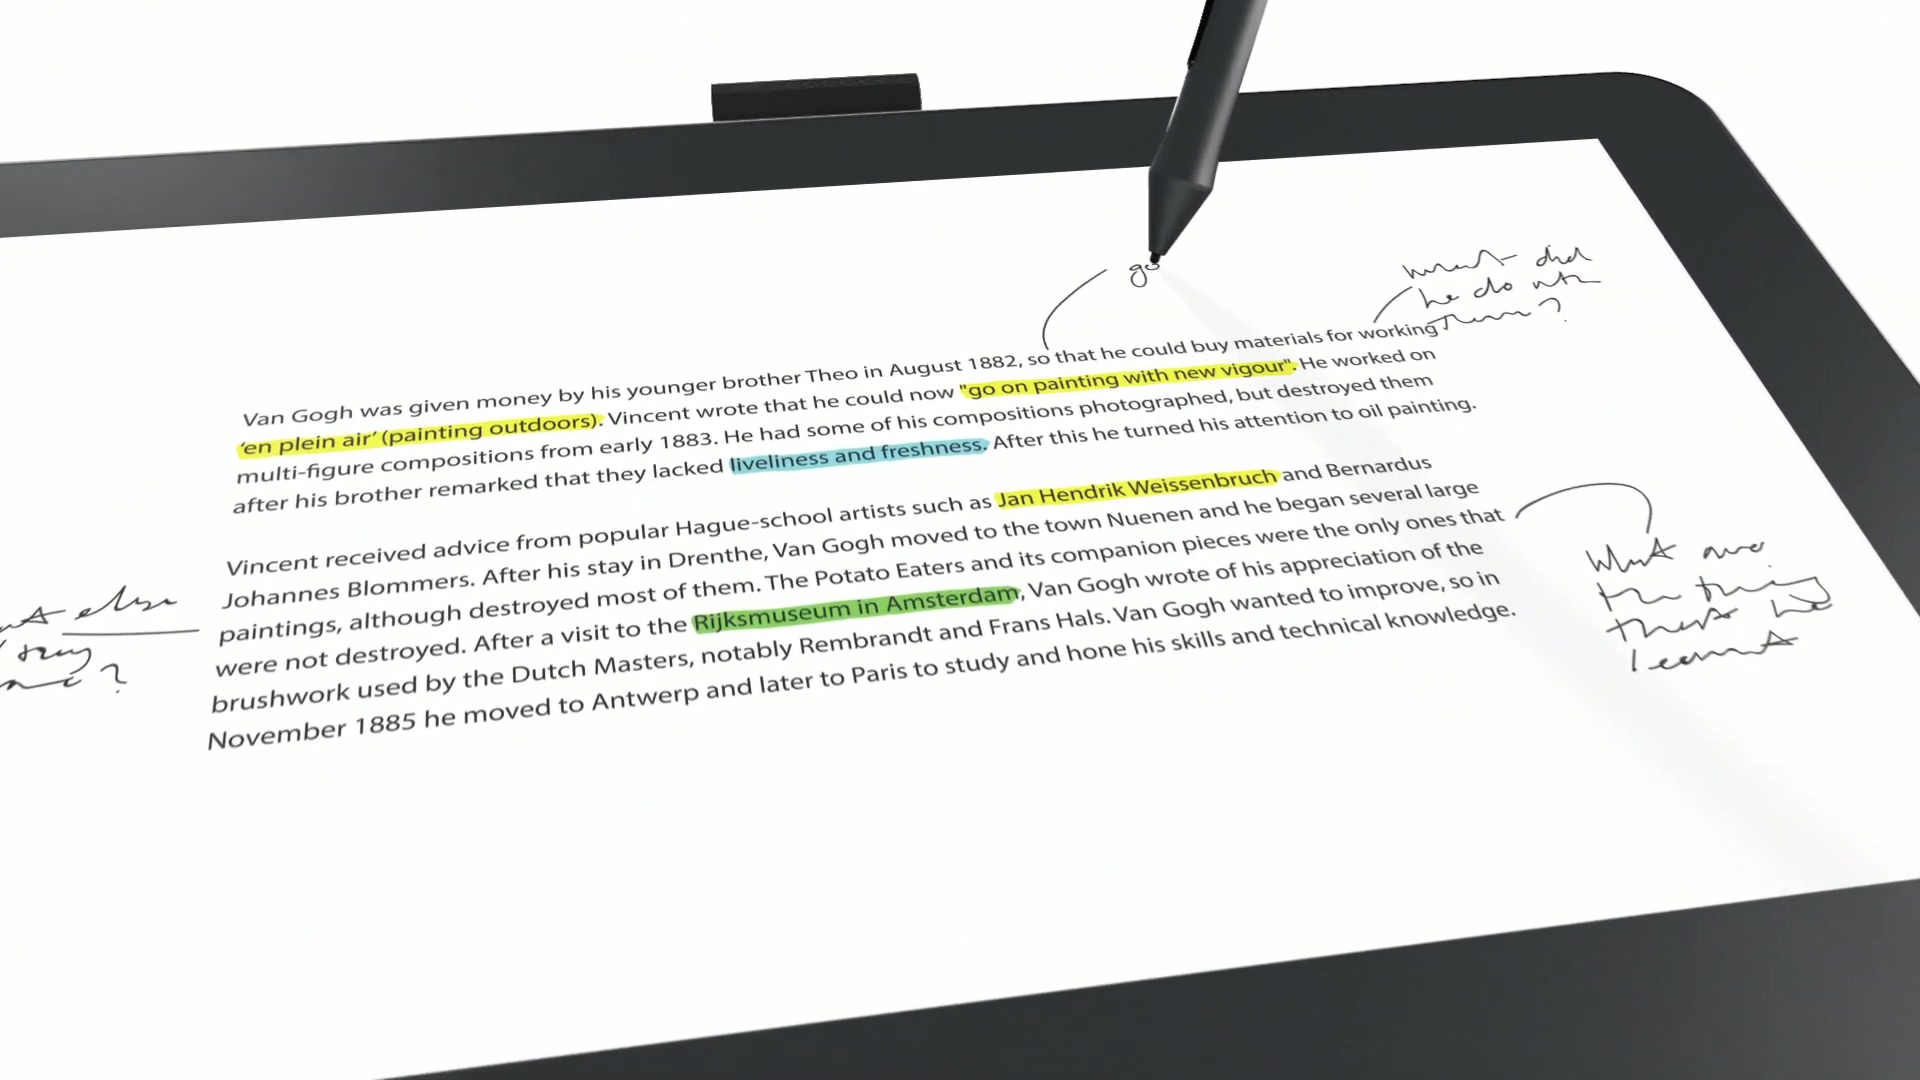 go
what did
he do with
them?
Van Gogh was given money by his younger brother Theo in August 1882, so that he could buy materials for working
'en plein air' (painting outdoors). Vincent wrote that he could now "go on painting with new vigour". He worked on
multi-figure compositions from early 1883. He had some of his compositions photographed, but destroyed them
after his brother remarked that they lacked liveliness and freshness. After this he turned his attention to oil painting.
Vincent received advice from popular Hague-school artists such as Jan Hendrik Weissenbruch and Bernardus
Johannes Blommers. After his stay in Drenthe, Van Gogh moved to the town Nuenen and he began several large
paintings, although destroyed most of them. The Potato Eaters and its companion pieces were the only ones that
were not destroyed. After a visit to the Rijksmuseum in Amsterdam, Van Gogh wrote of his appreciation of the
brushwork used by the Dutch Masters, notably Rembrandt and Frans Hals. Van Gogh wanted to improve, so in
November 1885 he moved to Antwerp and later to Paris to study and hone his skills and technical knowledge.
else
?
What are
the things
that he
learnt